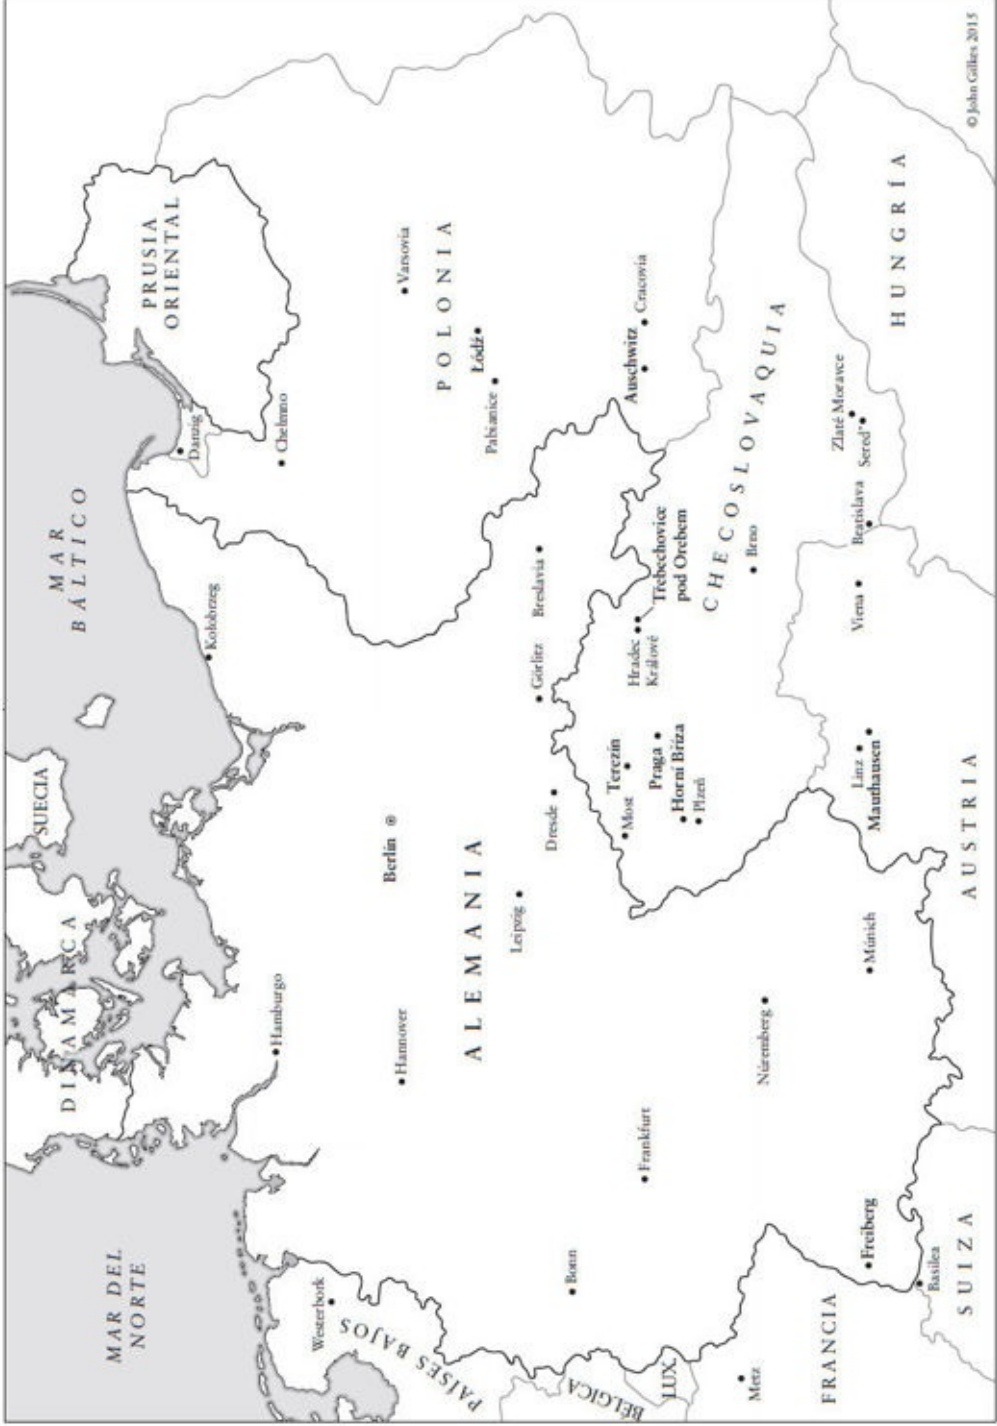 MAR DEL
NORTE
DINAMARCA
SUECIA
MAR
BÁLTICO
PRUSIA
ORIENTAL
Danzig
Kołobrzeg
Hamburgo
Chełmno
Westerbork
PAÍSES BAJOS
Hannover
Berlín
Varsovia
POLONIA
Łódź
Pabianice
ALEMANIA
Leipzig
Dresde
Görlitz
Breslavia
Bonn
BÉLGICA
LUX.
Frankfurt
Most
Terezín
Praga
Horní Bříza
Plzeň
Hradec
Králové
Třebechovice
pod Orebem
Auschwitz
Cracovia
CHECOSLOVAQUIA
Brno
Metz
Núremberg
FRANCIA
Freiberg
Múnich
Linz
Mauthausen
Viena
Bratislava
Zlaté Moravce
Sereď
HUNGRÍA
Basilea
SUIZA
AUSTRIA
© John Gilkes 2015